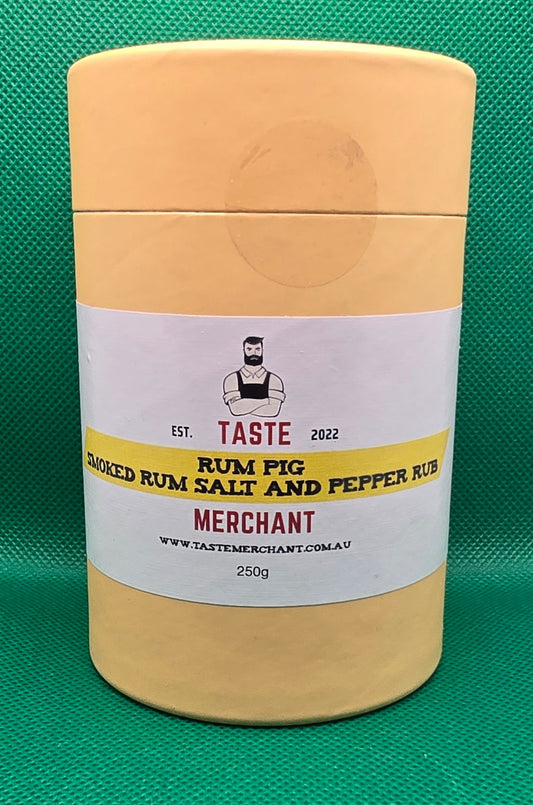 EST. TASTE 2022
RUM PIG
SMOKED RUM SALT AND PEPPER RUB
MERCHANT
WWW.TASTEMERCHANT.COM.AU
250g